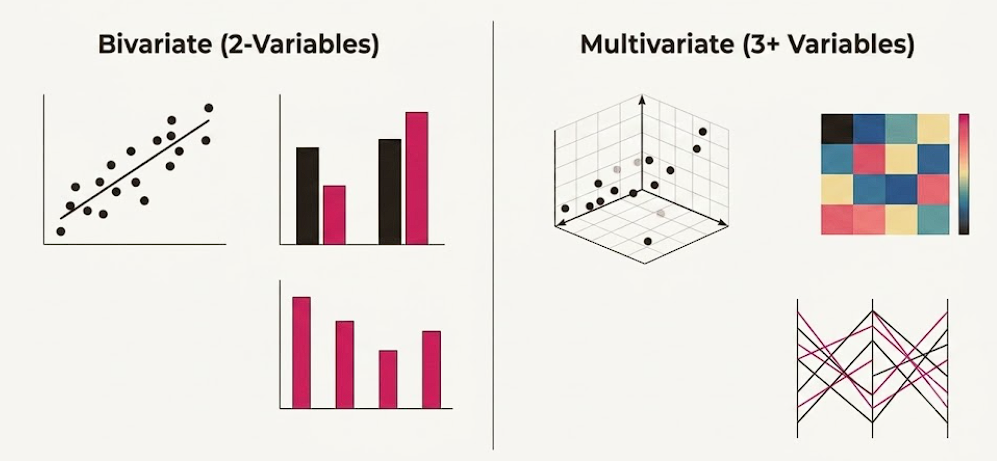 Bivariate (2-Variables)
Multivariate (3+ Variables)